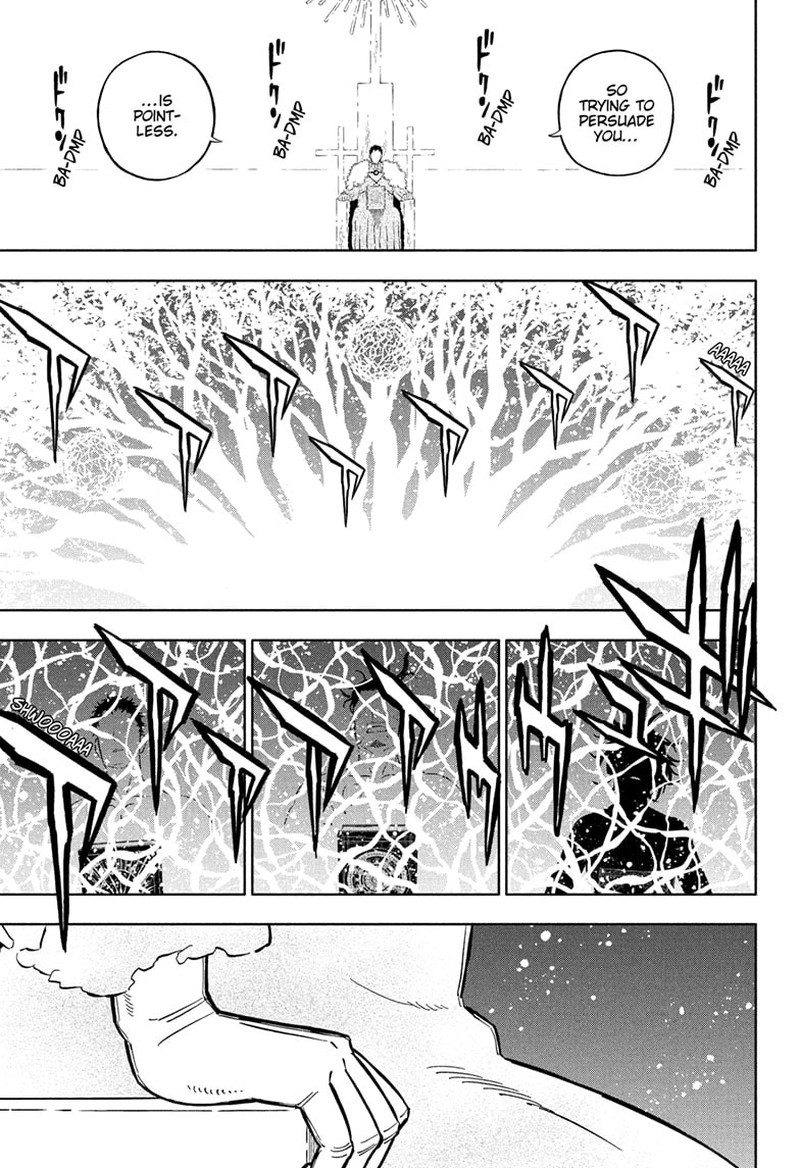 ドクン
BA-DMP
SO
TRYING TO
PERSUADE
YOU...
ドクン
BA-DMP
ドクン
BA-DMP
...IS
POINT-
LESS.
ドクン
BA-DMP
AAAAA
SHWOOOAAA